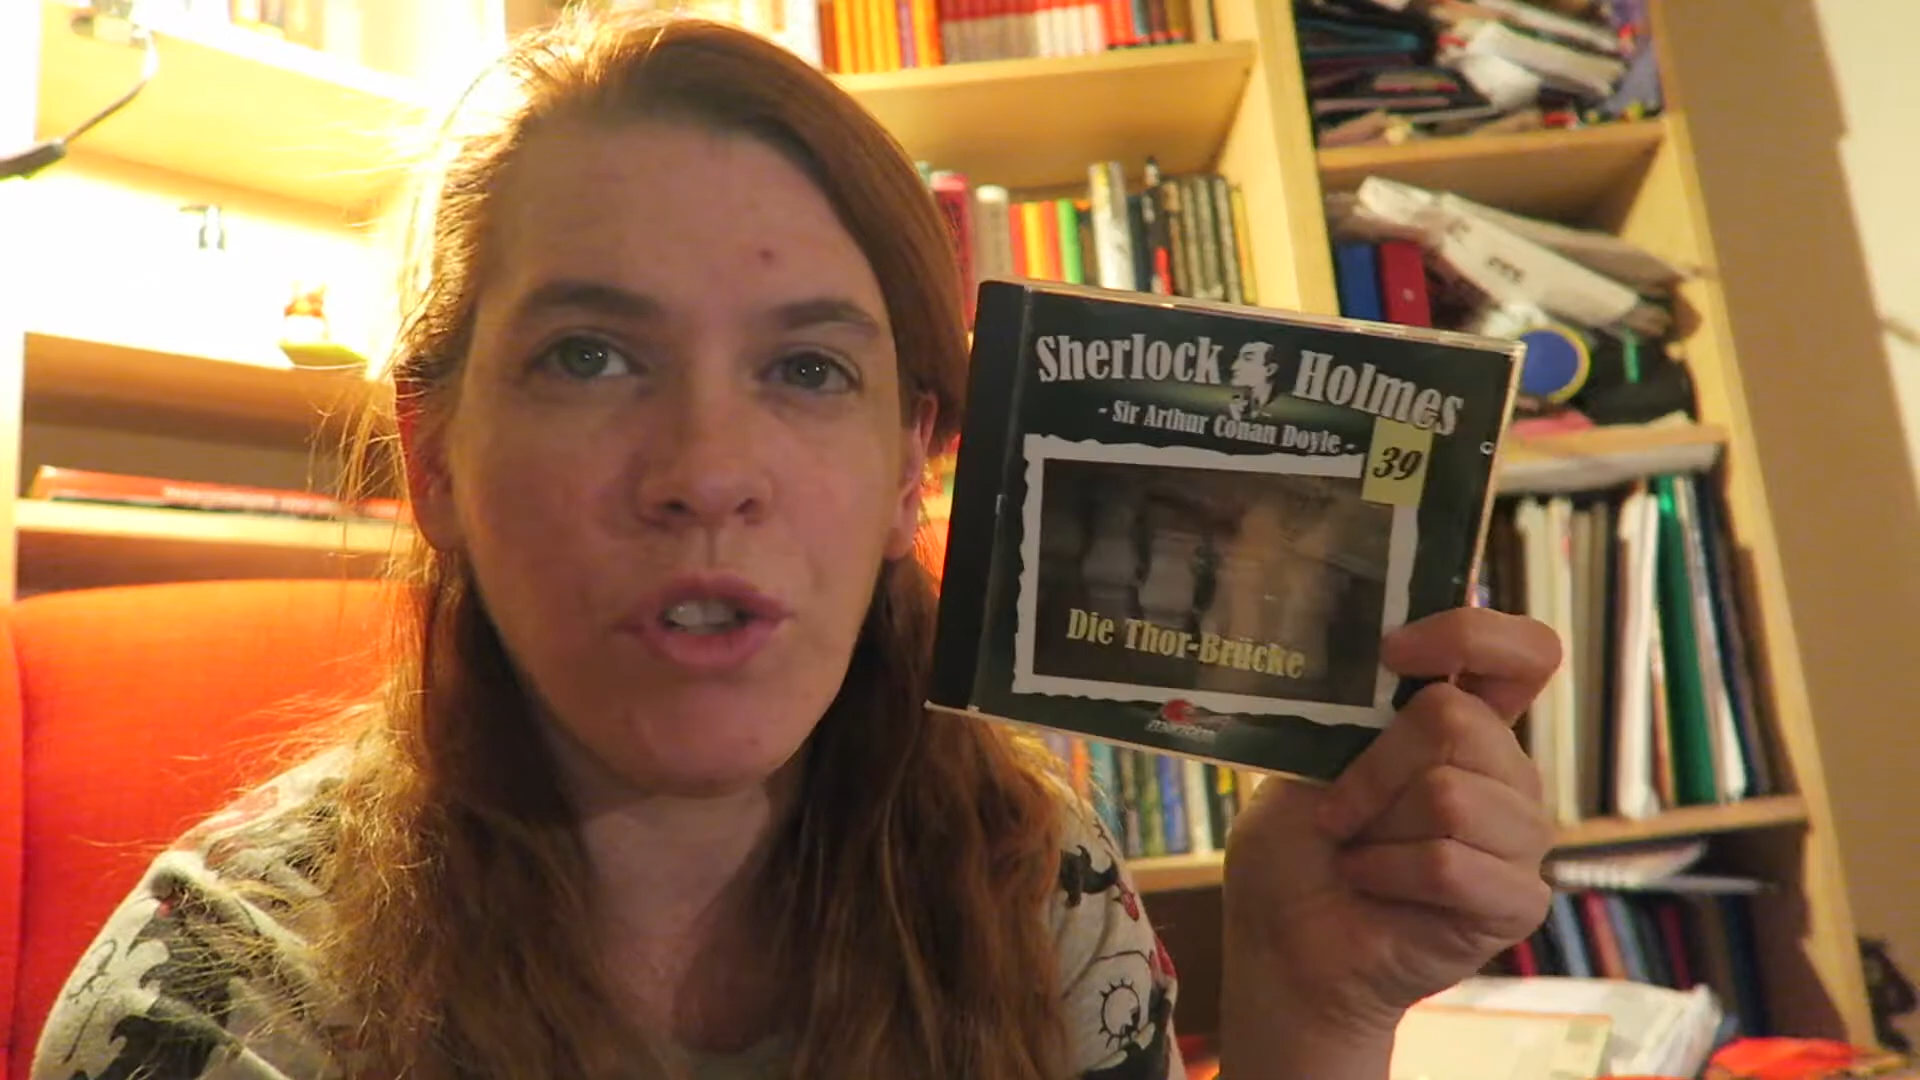 Sherlock Holmes
- Sir Arthur Conan Doyle -
39
Die Thor-Brücke